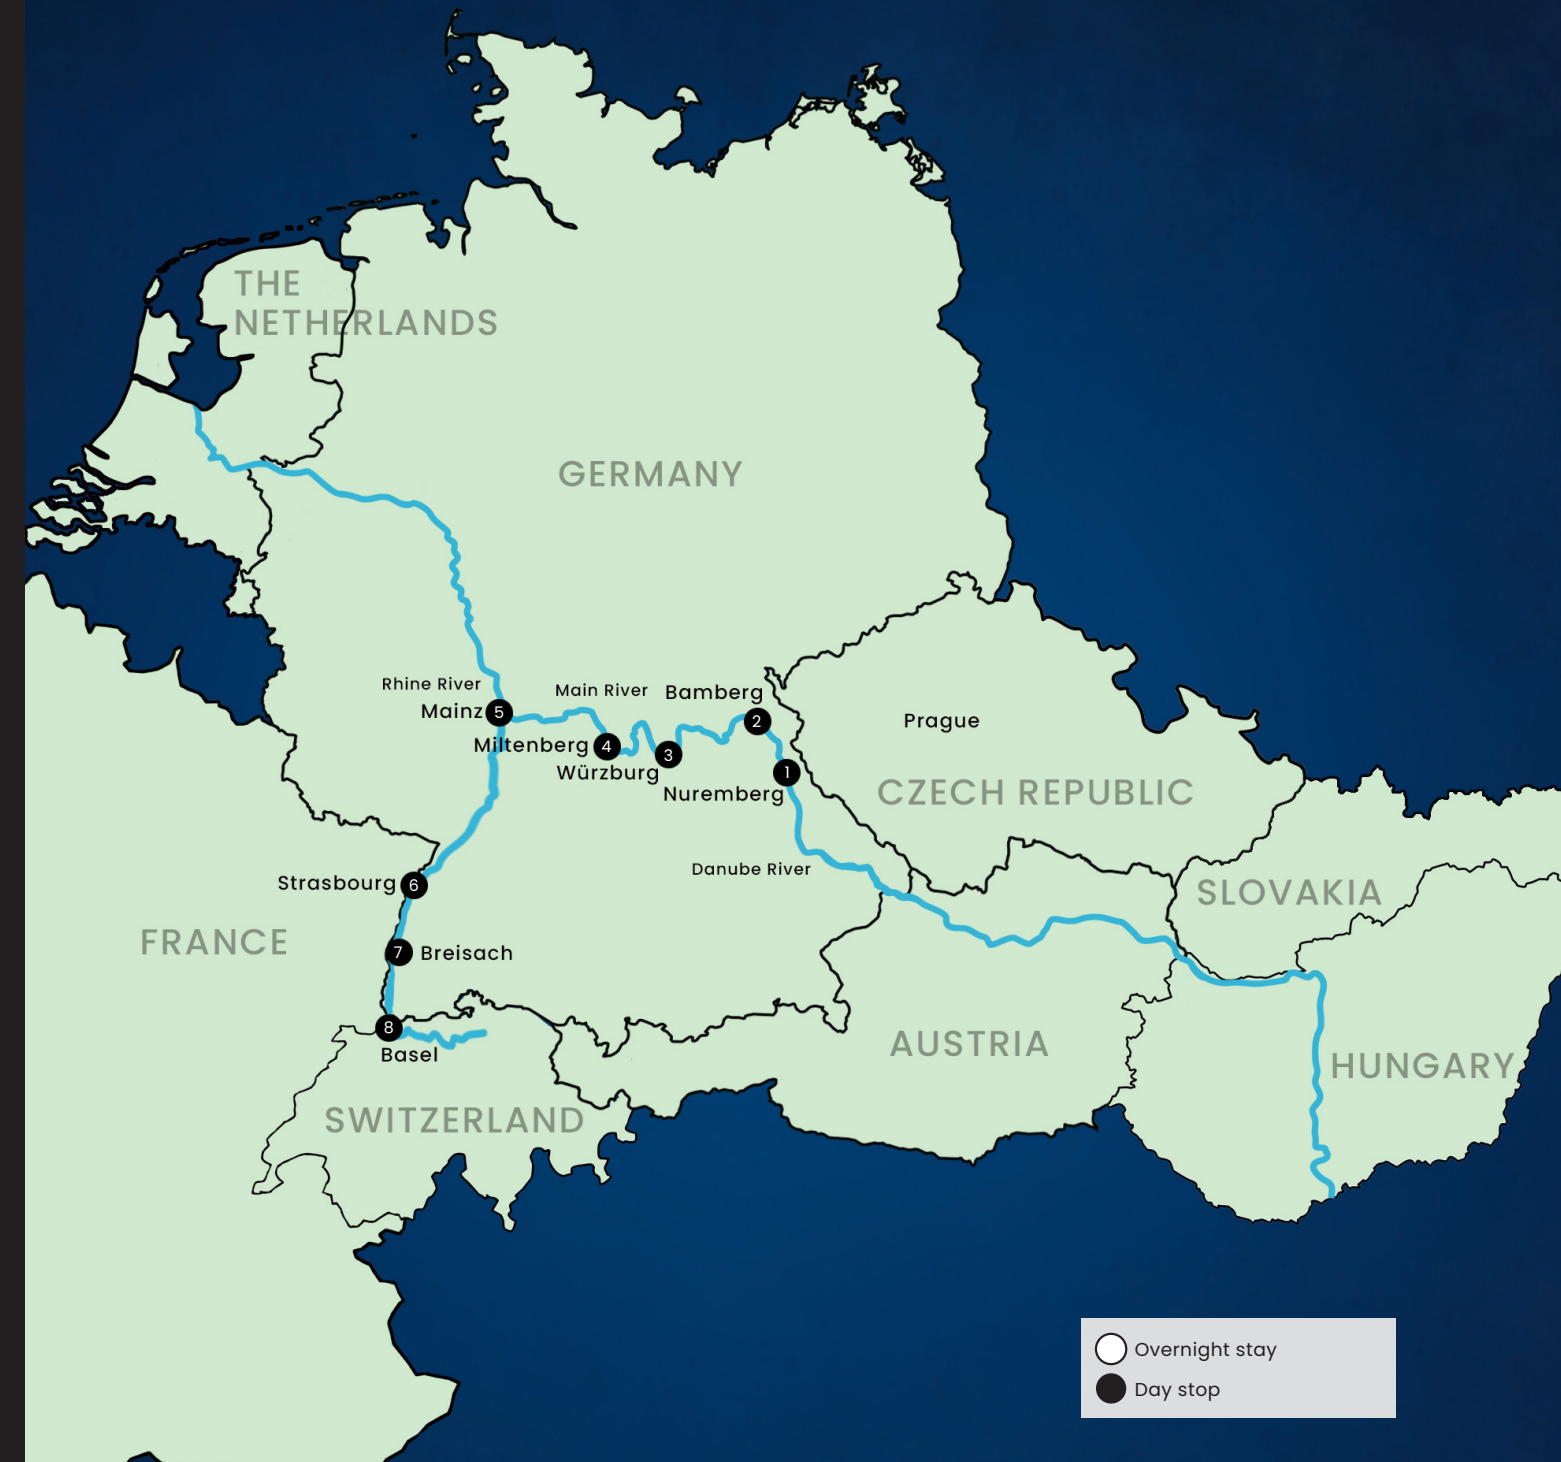 THE
NETHERLANDS
GERMANY
Rhine River
Main River
Bamberg
Mainz 5
2
Prague
Miltenberg 4
3
Würzburg
1
Nuremberg
CZECH REPUBLIC
Danube River
Strasbourg 6
SLOVAKIA
FRANCE
7 Breisach
8
Basel
AUSTRIA
HUNGARY
SWITZERLAND
Overnight stay
Day stop